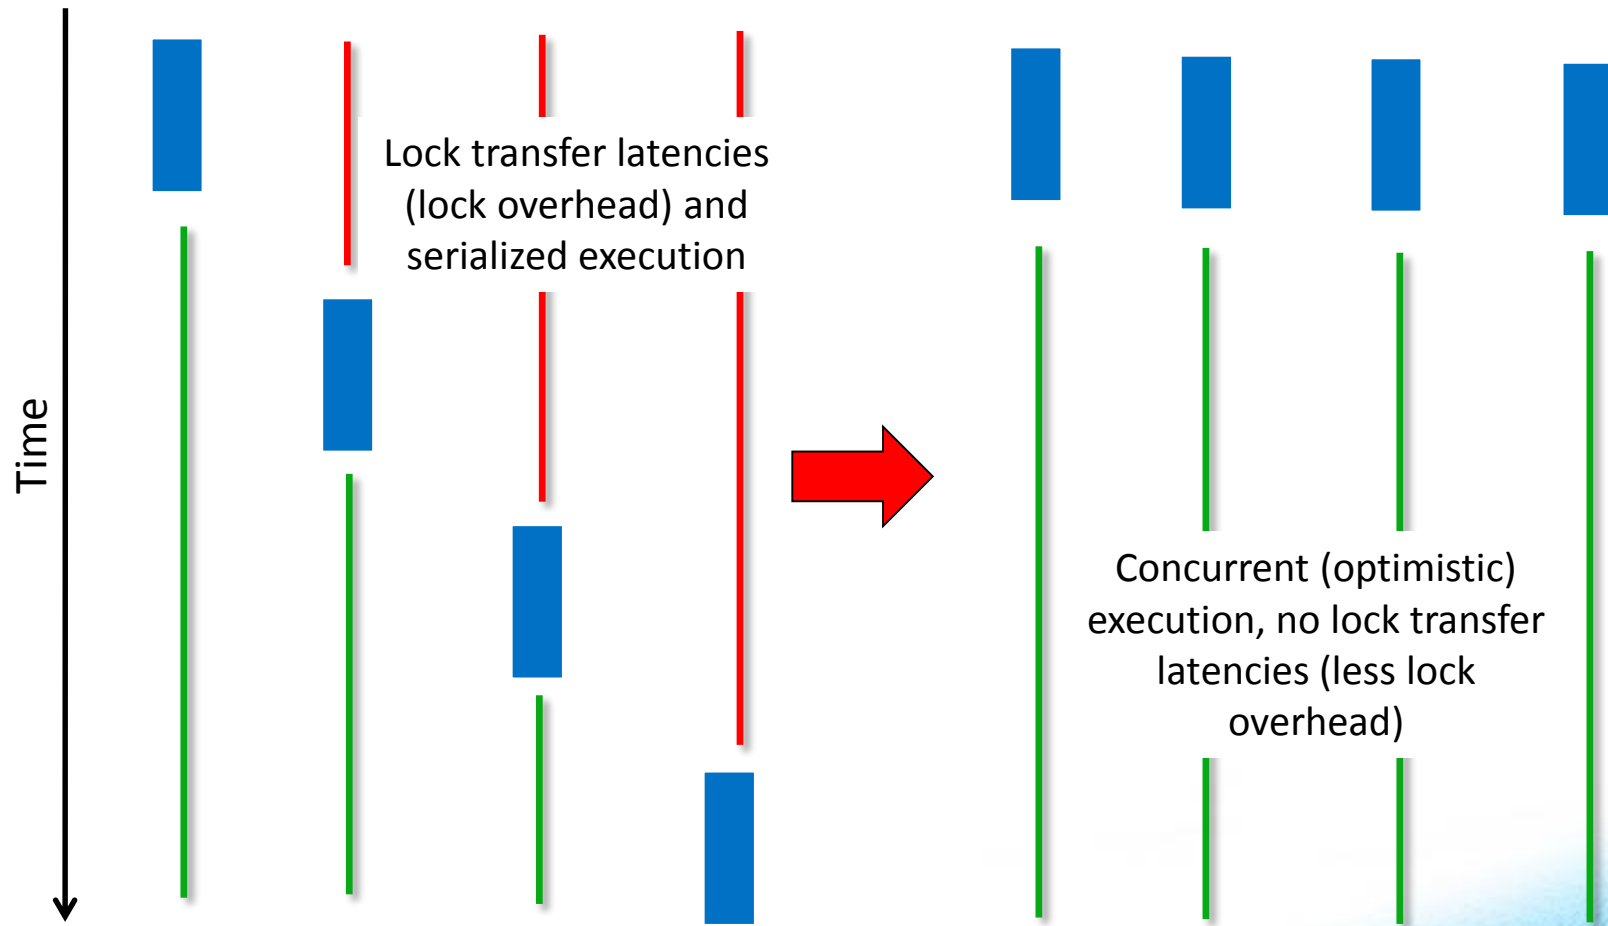 Time
Lock transfer latencies
(lock overhead) and
serialized execution
Concurrent (optimistic)
execution, no lock transfer
latencies (less lock
overhead)